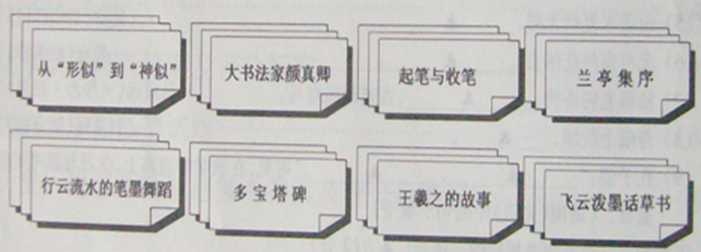 从“形似”到“神似”
大书法家颜真卿
起笔与收笔
兰亭集序
行云流水的笔墨舞蹈
多宝塔碑
王羲之的故事
飞云泼墨话草书